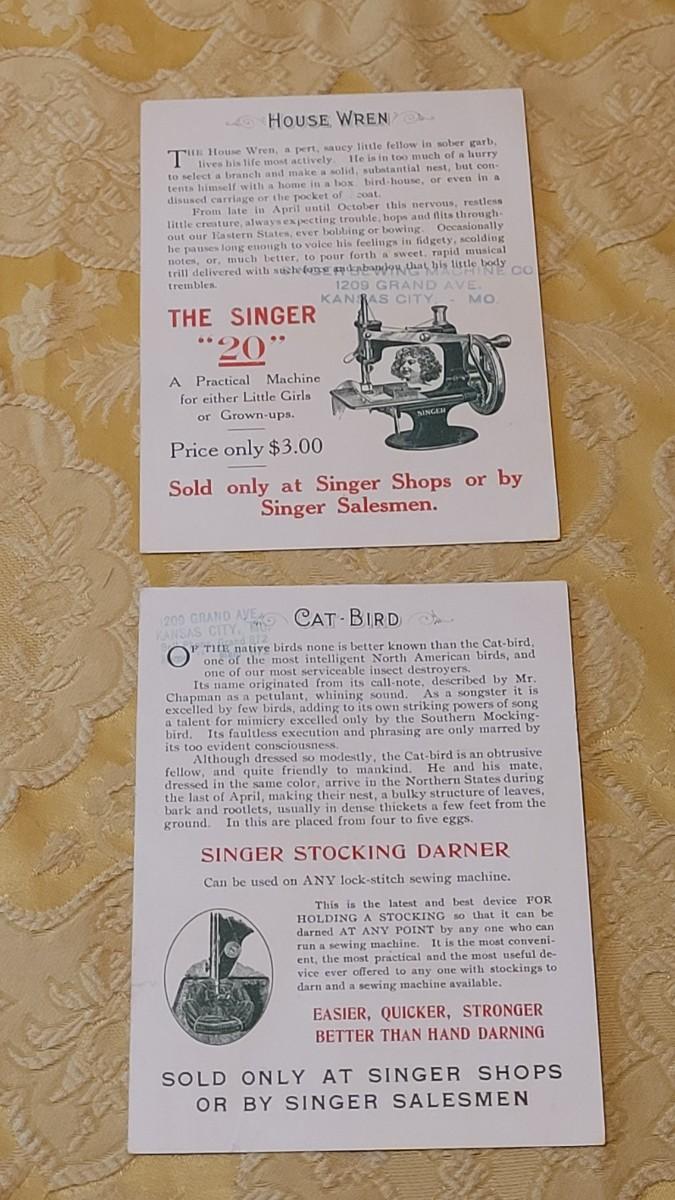 HOUSE WREN
THE House Wren, a pert, saucy little fellow in sober garb,
lives his life most actively. He is in too much of a hurry
to select a branch and make a solid, substantial nest, but con-
tents himself with a home in a box, bird-house, or even in a
disused carriage or the pocket of coat.
From late in April until October this nervous, restless
little creature, always expecting trouble, hops and flits through-
out our Eastern States, ever bobbing or bowing. Occasionally
he pauses long enough to voice his feelings in fidgety, scolding
notes, or, much better, to pour forth a sweet, rapid musical
trill delivered with such force and abandon that his little body
trembles.
SEWING MACHINE CO
1209 GRAND AVE.
KANSAS CITY, - MO.
THE SINGER
"20"
A Practical Machine
for either Little Girls
or Grown-ups.
Price only $3.00
SINGER
Sold only at Singer Shops or by
Singer Salesmen.
1209 GRAND AVE.
KANSAS CITY,
CAT-BIRD
OF THE native birds none is better known than the Cat-bird,
one of the most intelligent North American birds, and
one of our most serviceable insect destroyers.
Its name originated from its call-note, described by Mr.
Chapman as a petulant, whining sound. As a songster it is
excelled by few birds, adding to its own striking powers of song
a talent for mimicry excelled only by the Southern Mocking-
bird. Its faultless execution and phrasing are only marred by
its too evident consciousness.
Although dressed so modestly, the Cat-bird is an obtrusive
fellow, and quite friendly to mankind. He and his mate,
dressed in the same color, arrive in the Northern States during
the last of April, making their nest, a bulky structure of leaves,
bark and rootlets, usually in dense thickets a few feet from the
ground. In this are placed from four to five eggs.
SINGER STOCKING DARNER
Can be used on ANY lock-stitch sewing machine.
This is the latest and best device FOR
HOLDING A STOCKING so that it can be
darned AT ANY POINT by any one who can
run a sewing machine. It is the most conveni-
ent, the most practical and the most useful de-
vice ever offered to any one with stockings to
darn and a sewing machine available.
EASIER, QUICKER, STRONGER
BETTER THAN HAND DARNING
SOLD ONLY AT SINGER SHOPS
OR BY SINGER SALESMEN